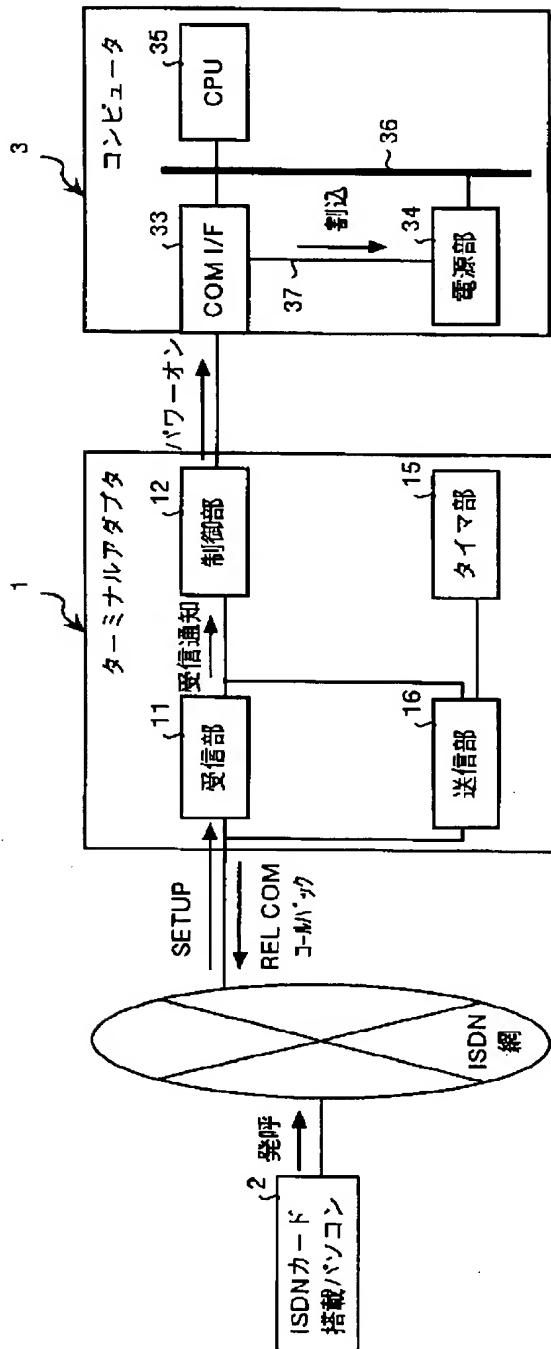 2
ISDNカード
搭載パソコン
発呼
ISDN
網
SETUP
REL COM
コールバック
1
ターミナルアダプタ
11
受信部
受信通知
12
制御部
16
送信部
15
タイマ部
パワーオン
3
コンピュータ
33
COM I/F
35
CPU
36
37
割込
34
電源部